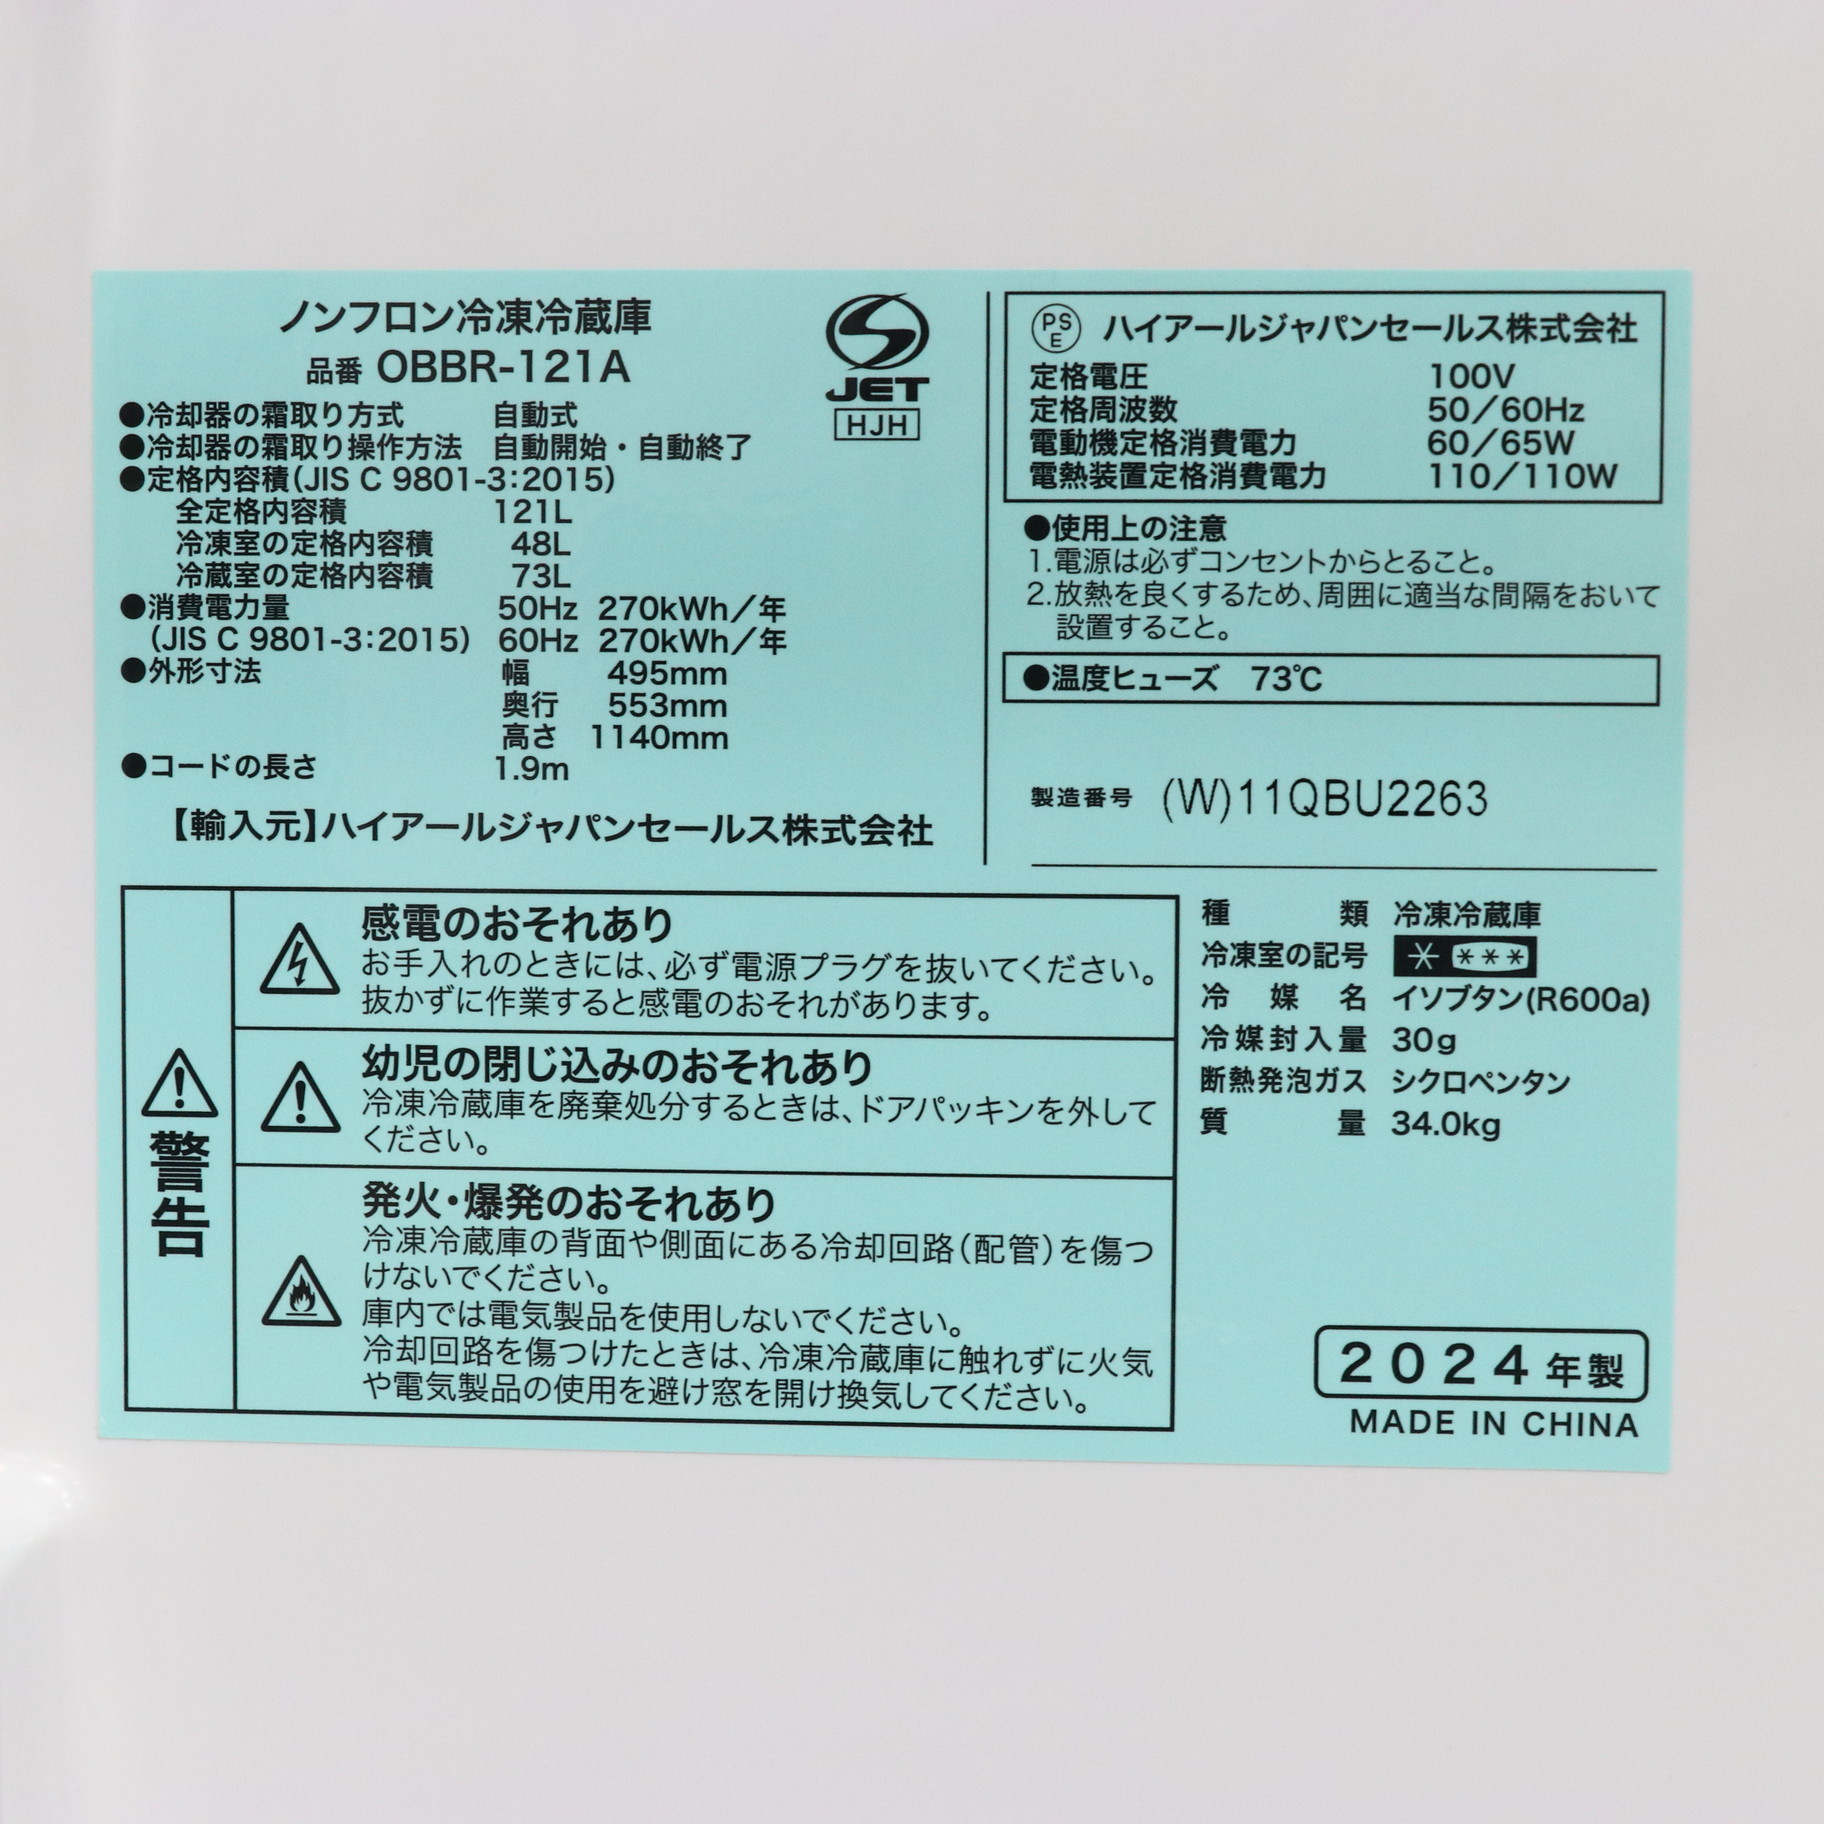 ノンフロン冷凍冷蔵庫
品番 OBBR-121A
JET
HJH
●冷却器の霜取り方式 自動式
●冷却器の霜取り操作方法 自動開始・自動終了
●定格内容積(JIS C 9801-3:2015)
全定格内容積 121L
冷凍室の定格内容積 48L
冷蔵室の定格内容積 73L
●消費電力量 50Hz 270kWh/年
(JIS C 9801-3:2015) 60Hz 270kWh/年
●外形寸法 幅 495mm
奥行 553mm
高さ 1140mm
●コードの長さ 1.9m
【輸入元】ハイアールジャパンセールス株式会社
PS
E
ハイアールジャパンセールス株式会社
定格電圧 100V
定格周波数 50/60Hz
電動機定格消費電力 60/65W
電熱装置定格消費電力 110/110W
●使用上の注意
1.電源は必ずコンセントからとること。
2.放熱を良くするため、周囲に適当な間隔をおいて
設置すること。
●温度ヒューズ 73℃
製造番号 (W)11QBU2263
警告
感電のおそれあり
お手入れのときには、必ず電源プラグを抜いてください。
抜かずに作業すると感電のおそれがあります。
幼児の閉じ込みのおそれあり
冷凍冷蔵庫を廃棄処分するときは、ドアパッキンを外して
ください。
発火・爆発のおそれあり
冷凍冷蔵庫の背面や側面にある冷却回路(配管)を傷つ
けないでください。
庫内では電気製品を使用しないでください。
冷却回路を傷つけたときは、冷凍冷蔵庫に触れずに火気
や電気製品の使用を避け窓を開け換気してください。
種類 冷凍冷蔵庫
冷凍室の記号 * ***
冷媒名 イソブタン(R600a)
冷媒封入量 30g
断熱発泡ガス シクロペンタン
質量 34.0kg
2024年製
MADE IN CHINA